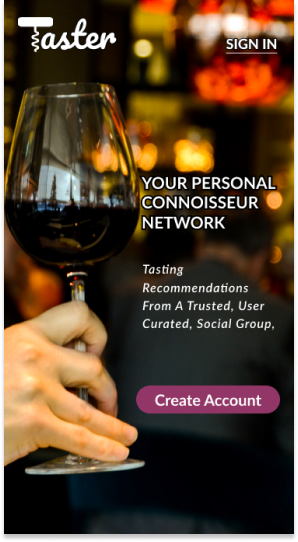 Taster
SIGN IN
YOUR PERSONAL
CONNOISSEUR
NETWORK
Tasting
Recommendations
From A Trusted, User
Curated, Social Group,
Create Account